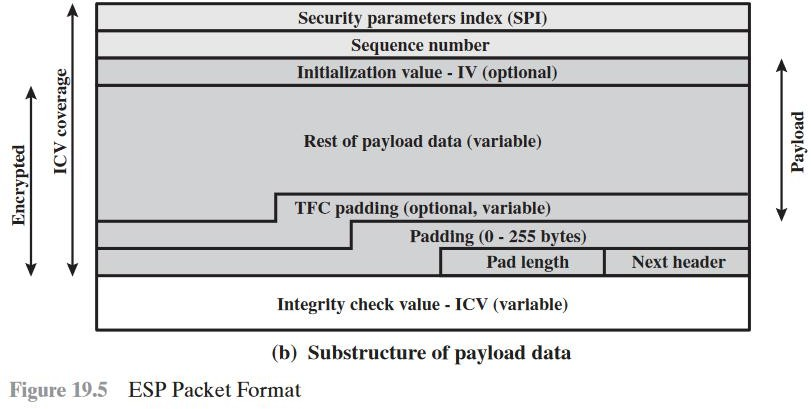 Security parameters index (SPI)
Sequence number
Initialization value - IV (optional)
Rest of payload data (variable)
TFC padding (optional, variable)
Padding (0 - 255 bytes)
Pad length
Next header
Integrity check value - ICV (variable)
Encrypted
ICV coverage
Payload
(b) Substructure of payload data
Figure 19.5 ESP Packet Format